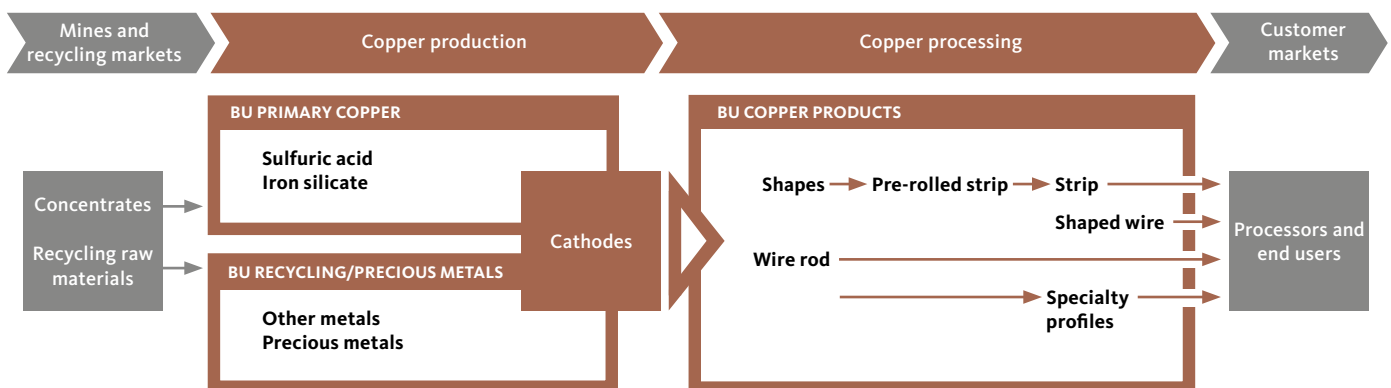 Mines and
recycling markets
Copper production
Copper processing
Customer
markets
BU PRIMARY COPPER
Sulfuric acid
Iron silicate
Concentrates
Recycling raw
materials
BU RECYCLING/PRECIOUS METALS
Other metals
Precious metals
Cathodes
BU COPPER PRODUCTS
Shapes
Pre-rolled strip
Strip
Shaped wire
Wire rod
Specialty
profiles
Processors and
end users